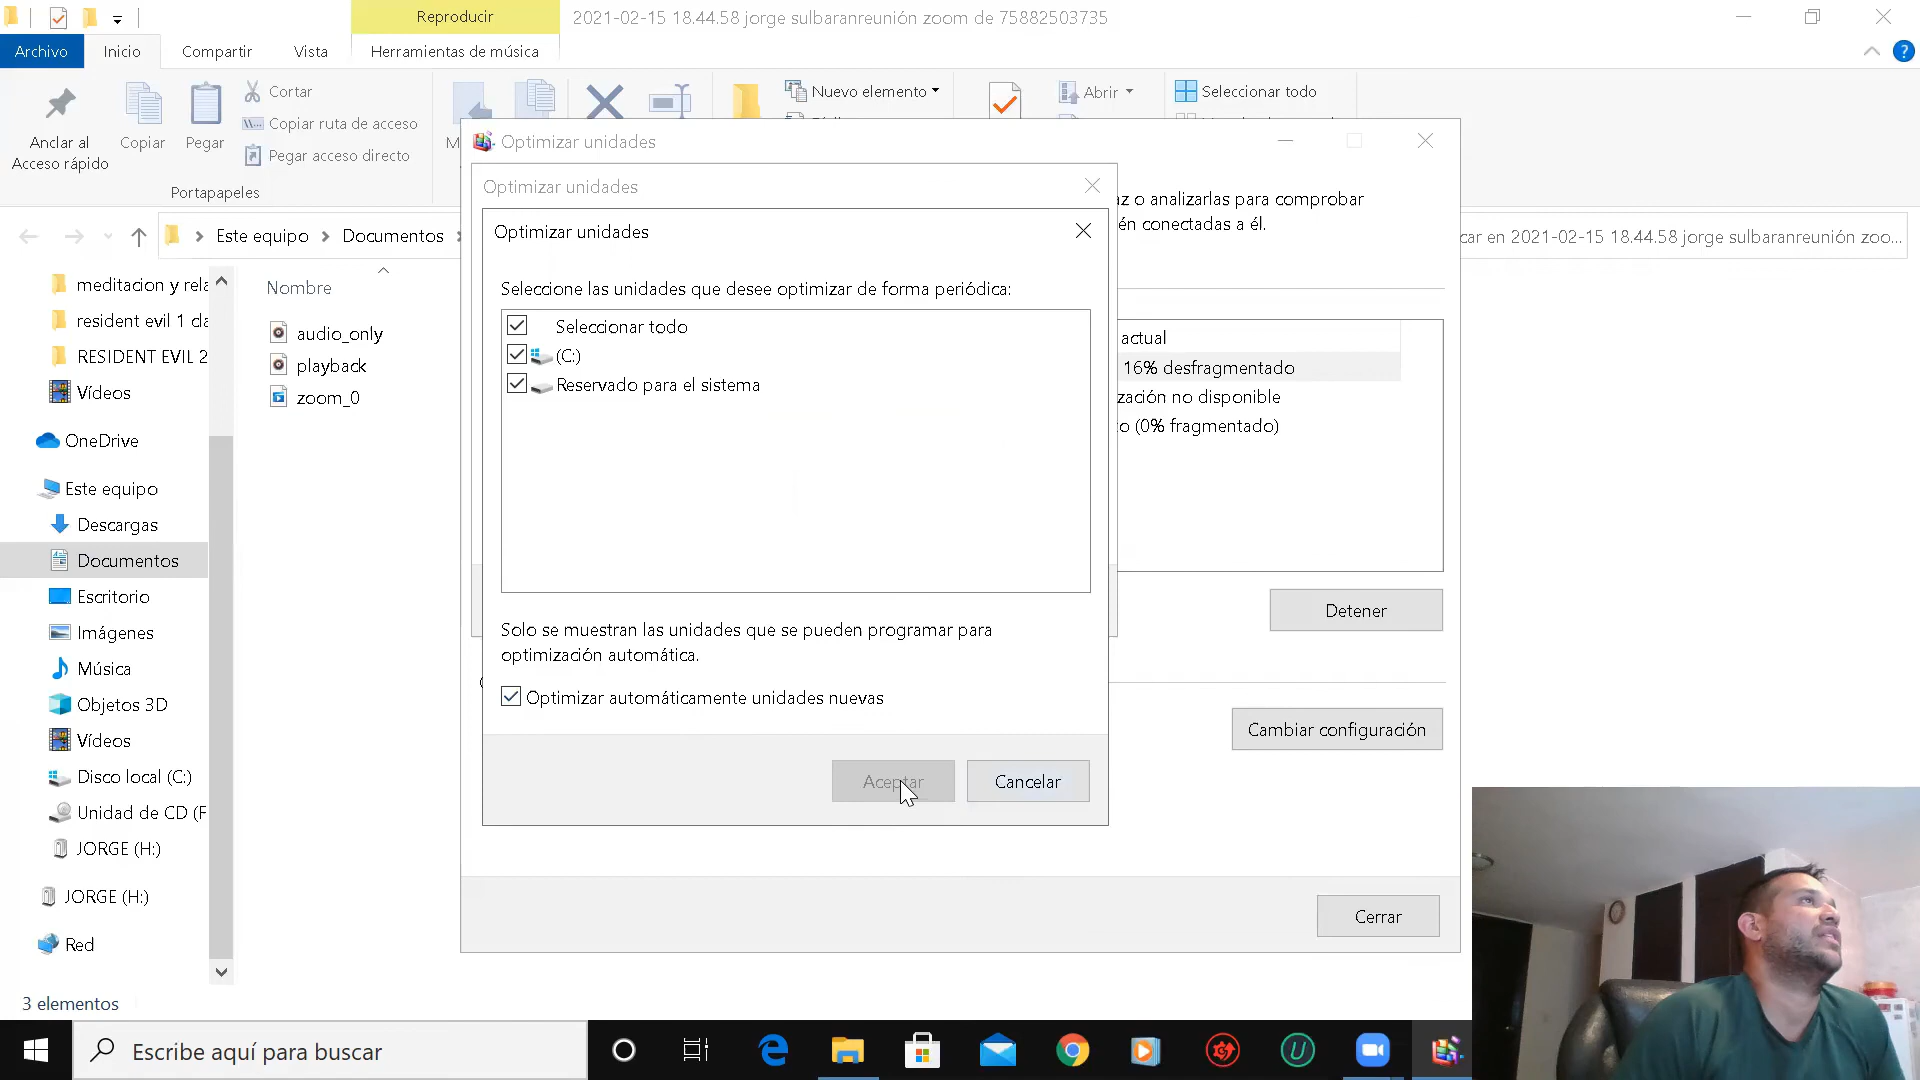 Reproducir
2021-02-15 18.44.58 jorge sulbaranreunión zoom de 75882503735
Archivo
Inicio
Compartir
Vista
Herramientas de música
Anclar al
Acceso rápido
Copiar
Pegar
Cortar
Copiar ruta de acceso
Pegar acceso directo
Portapapeles
Nuevo elemento
Abrir
Seleccionar todo
Este equipo
Documentos
car en 2021-02-15 18.44.58 jorge sulbaranreunión zoo...
meditacion y rela
resident evil 1 cla
RESIDENT EVIL 2
Vídeos
OneDrive
Este equipo
Descargas
Documentos
Escritorio
Imágenes
Música
Objetos 3D
Vídeos
Disco local (C:)
Unidad de CD (F
JORGE (H:)
JORGE (H:)
Red
3 elementos
Nombre
audio_only
playback
zoom_0
Optimizar unidades
az o analizarlas para comprobar
én conectadas a él.
actual
16% desfragmentado
zación no disponible
o (0% fragmentado)
Detener
Cambiar configuración
Cerrar
Optimizar unidades
Optimizar unidades
Seleccione las unidades que desee optimizar de forma periódica:
Seleccionar todo
(C:)
Reservado para el sistema
Solo se muestran las unidades que se pueden programar para
optimización automática.
Optimizar automáticamente unidades nuevas
Aceptar
Cancelar
Escribe aquí para buscar